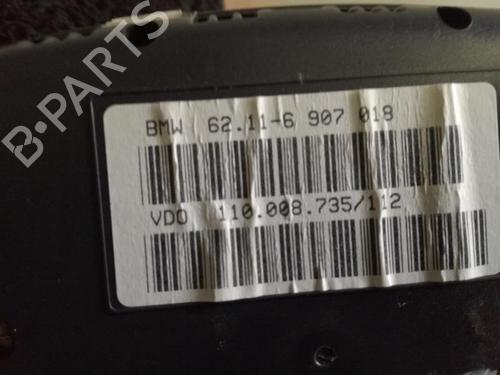 B-PARTS
BMW 62.11-6 907 018
VDO 110.008.735/112